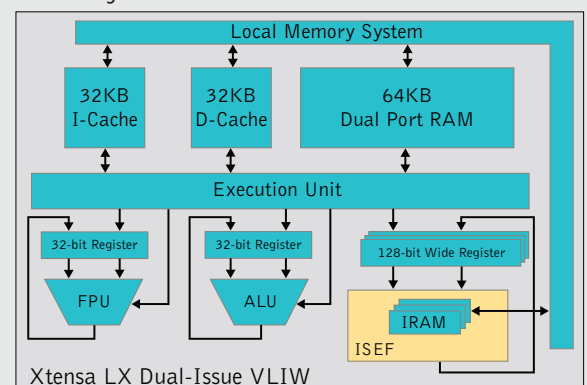 Local Memory System
32KB
I-Cache
32KB
D-Cache
64KB
Dual Port RAM
Execution Unit
32-bit Register
32-bit Register
128-bit Wide Register
FPU
ALU
IRAM
ISEF
Xtensa LX Dual-Issue VLIW